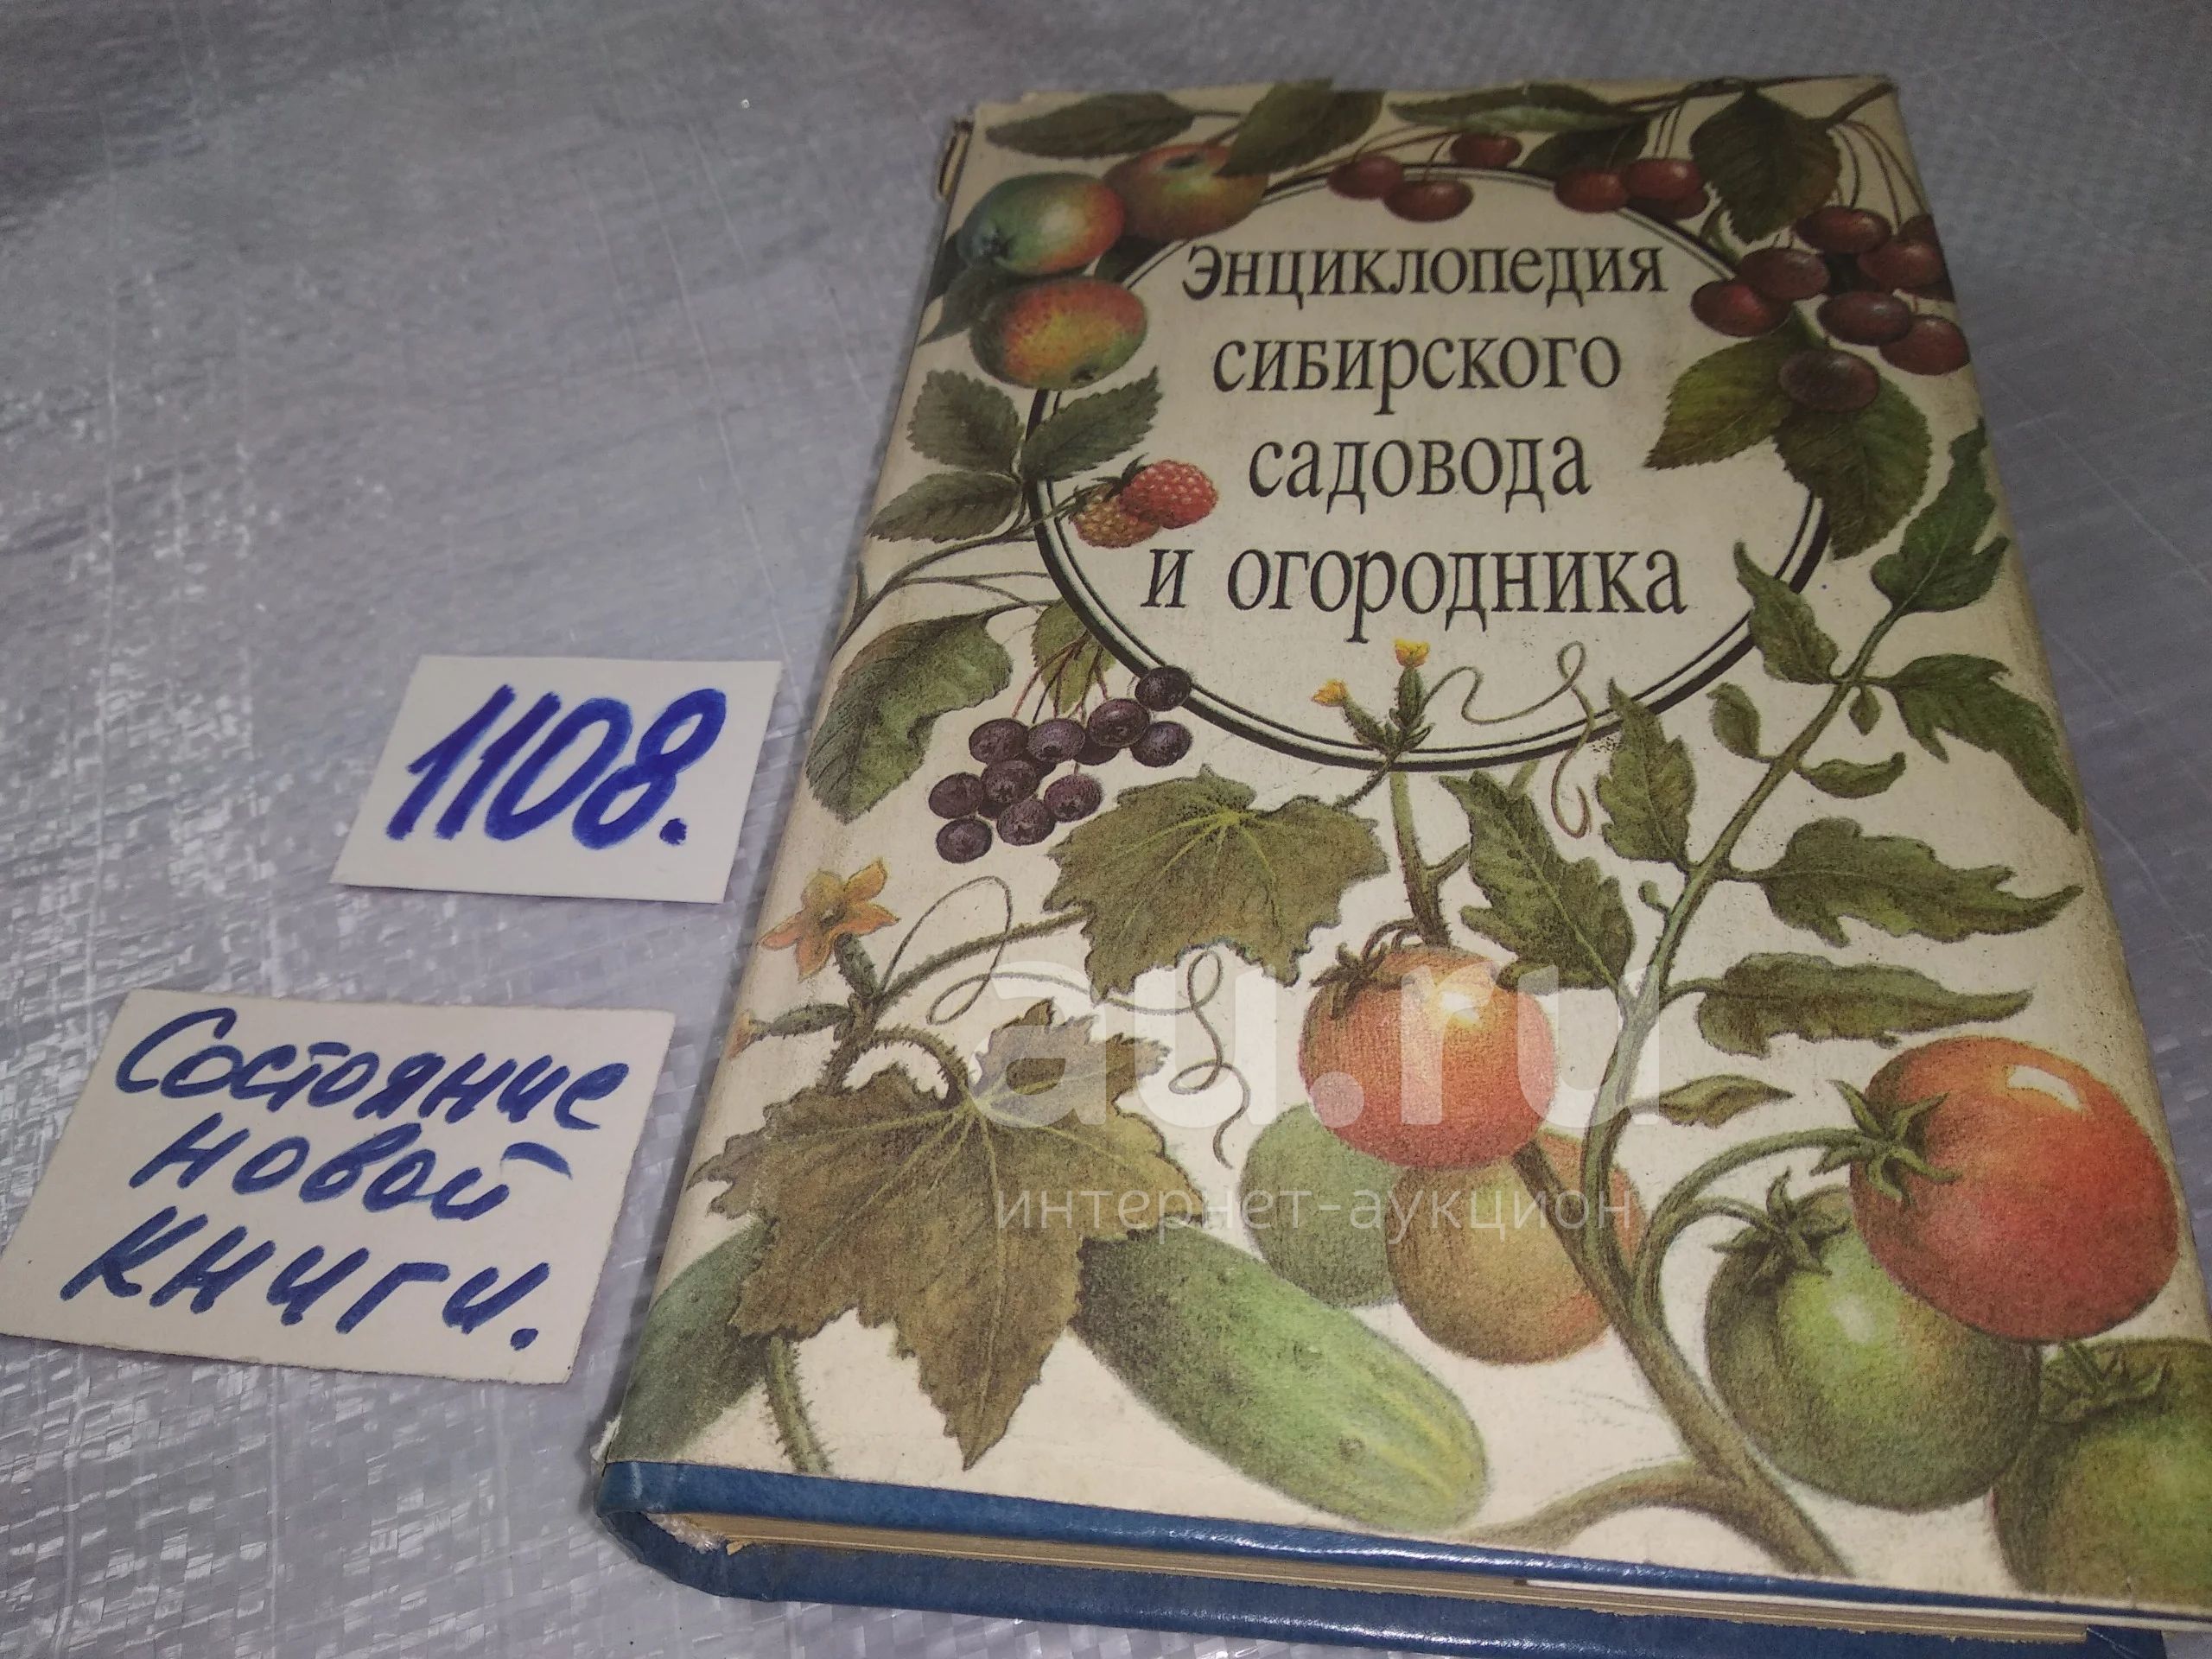 Энциклопедия
сибирского
садовода
и огородника
1108.
Состояние
новой
книги.
au.ru
интернет-аукцион